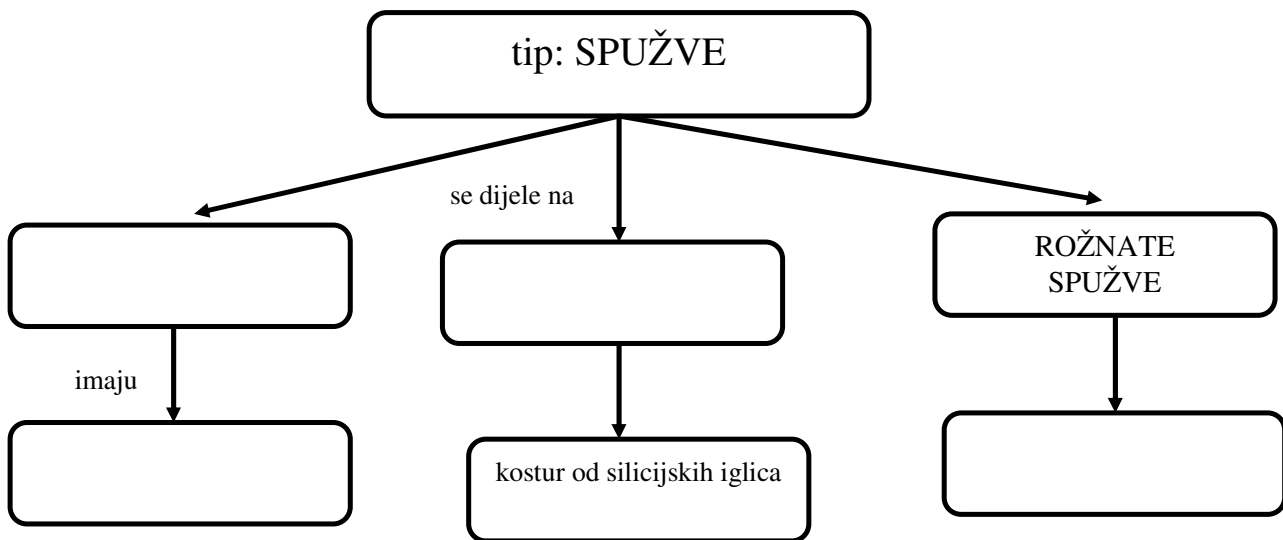 tip: SPUŽVE
se dijele na
ROŽNATE
SPUŽVE
imaju
kostur od silicijskih iglica